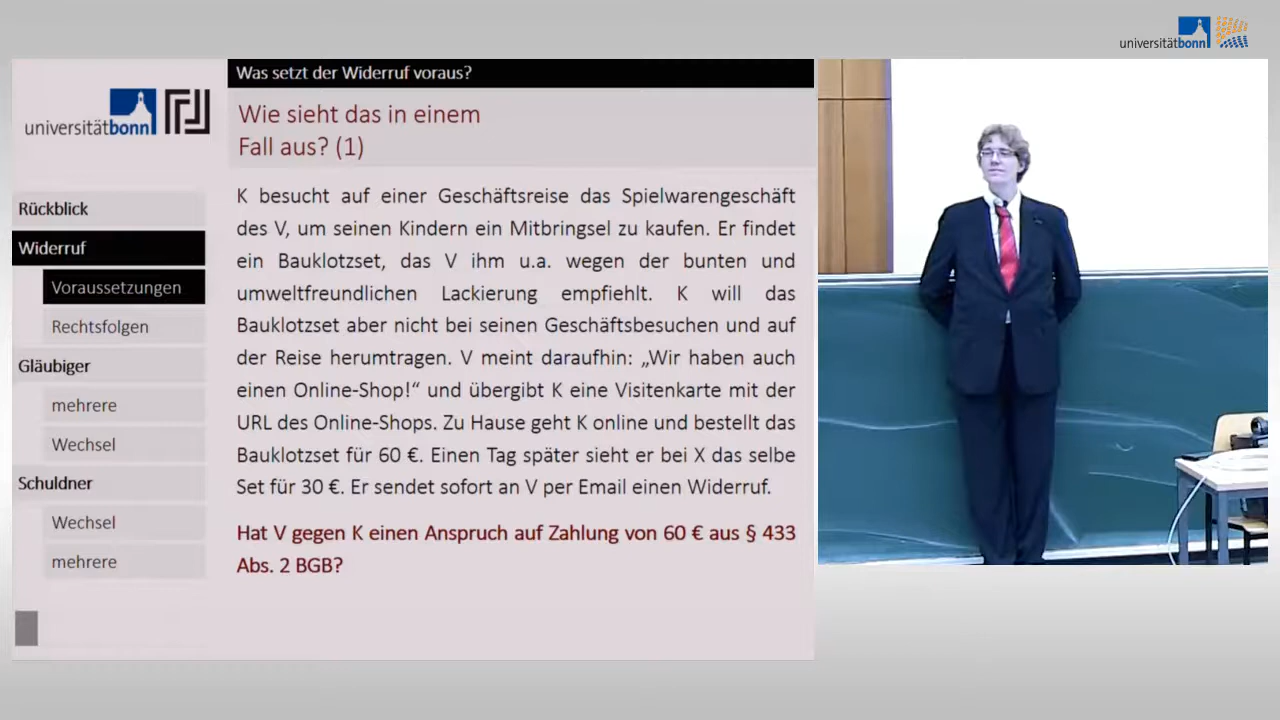 universitätbonn
Was setzt der Widerruf voraus?
universitätbonn
Wie sieht das in einem
Fall aus? (1)
Rückblick
Widerruf
Voraussetzungen
Rechtsfolgen
Gläubiger
mehrere
Wechsel
Schuldner
Wechsel
mehrere
K besucht auf einer Geschäftsreise das Spielwarengeschäft
des V, um seinen Kindern ein Mitbringsel zu kaufen. Er findet
ein Bauklotzset, das V ihm u.a. wegen der bunten und
umweltfreundlichen Lackierung empfiehlt. K will das
Bauklotzset aber nicht bei seinen Geschäftsbesuchen und auf
der Reise herumtragen. V meint daraufhin: „Wir haben auch
einen Online-Shop!“ und übergibt K eine Visitenkarte mit der
URL des Online-Shops. Zu Hause geht K online und bestellt das
Bauklotzset für 60 €. Einen Tag später sieht er bei X das selbe
Set für 30 €. Er sendet sofort an V per Email einen Widerruf.
Hat V gegen K einen Anspruch auf Zahlung von 60 € aus § 433
Abs. 2 BGB?